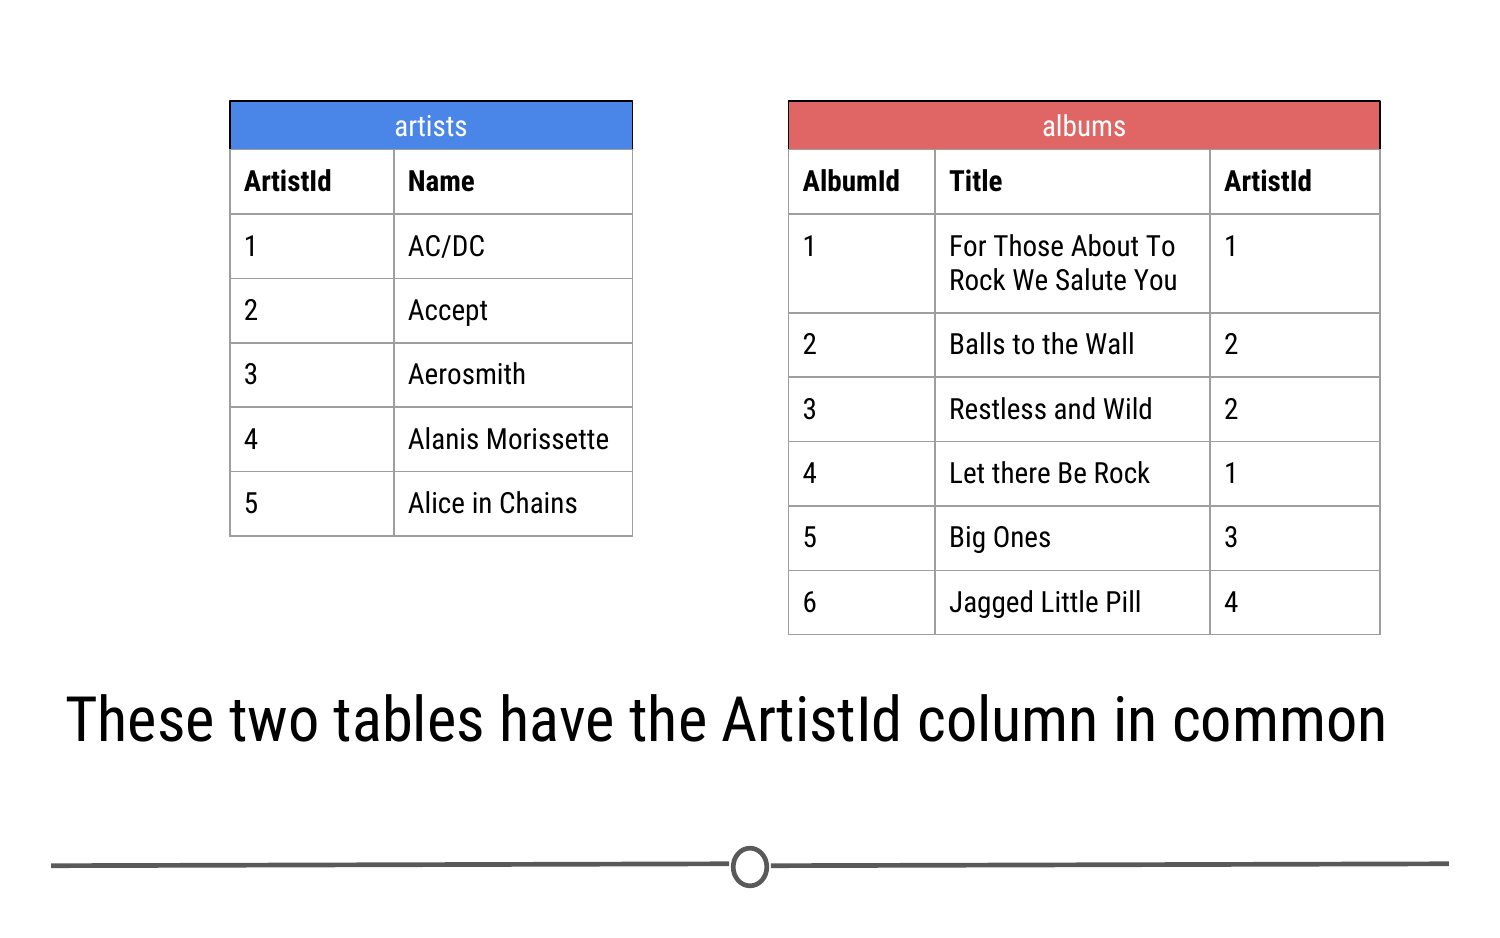 artists
ArtistId Name
1 AC/DC
2 Accept
3 Aerosmith
4 Alanis Morissette
5 Alice in Chains
albums
AlbumId Title ArtistId
1 For Those About To 1
Rock We Salute You
2 Balls to the Wall 2
3 Restless and Wild 2
4 Let there Be Rock 1
5 Big Ones 3
6 Jagged Little Pill 4
These two tables have the ArtistId column in common